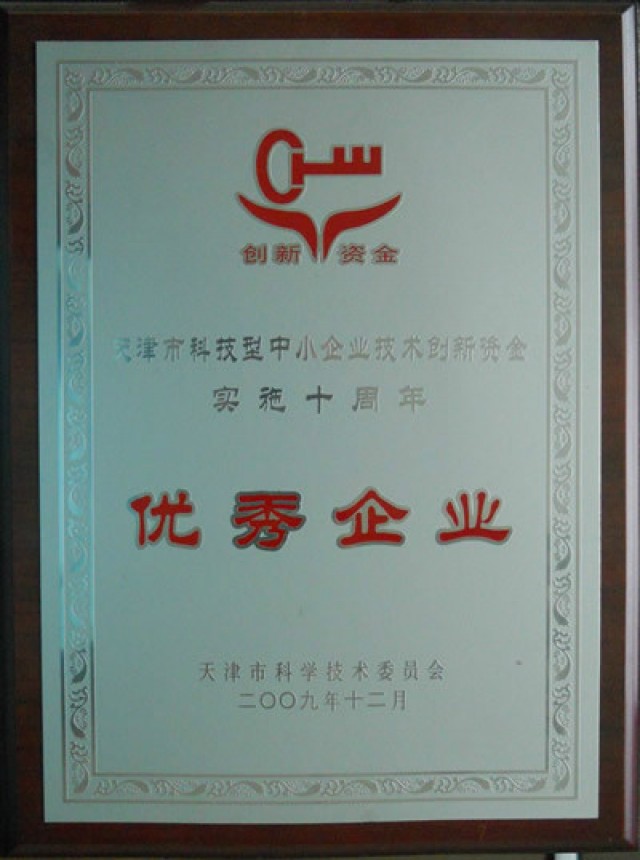 创新 资金
天津市科技型中小企业技术创新资金
实施十周年
优秀企业
天津市科学技术委员会
二〇〇九年十二月